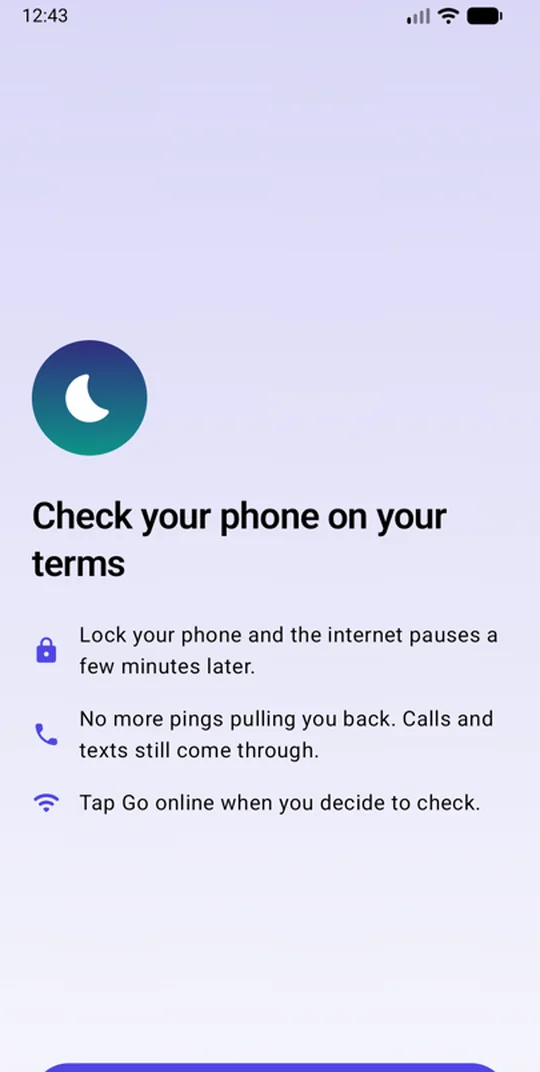 12:43
Check your phone on your
terms
Lock your phone and the internet pauses a
few minutes later.
No more pings pulling you back. Calls and
texts still come through.
Tap Go online when you decide to check.